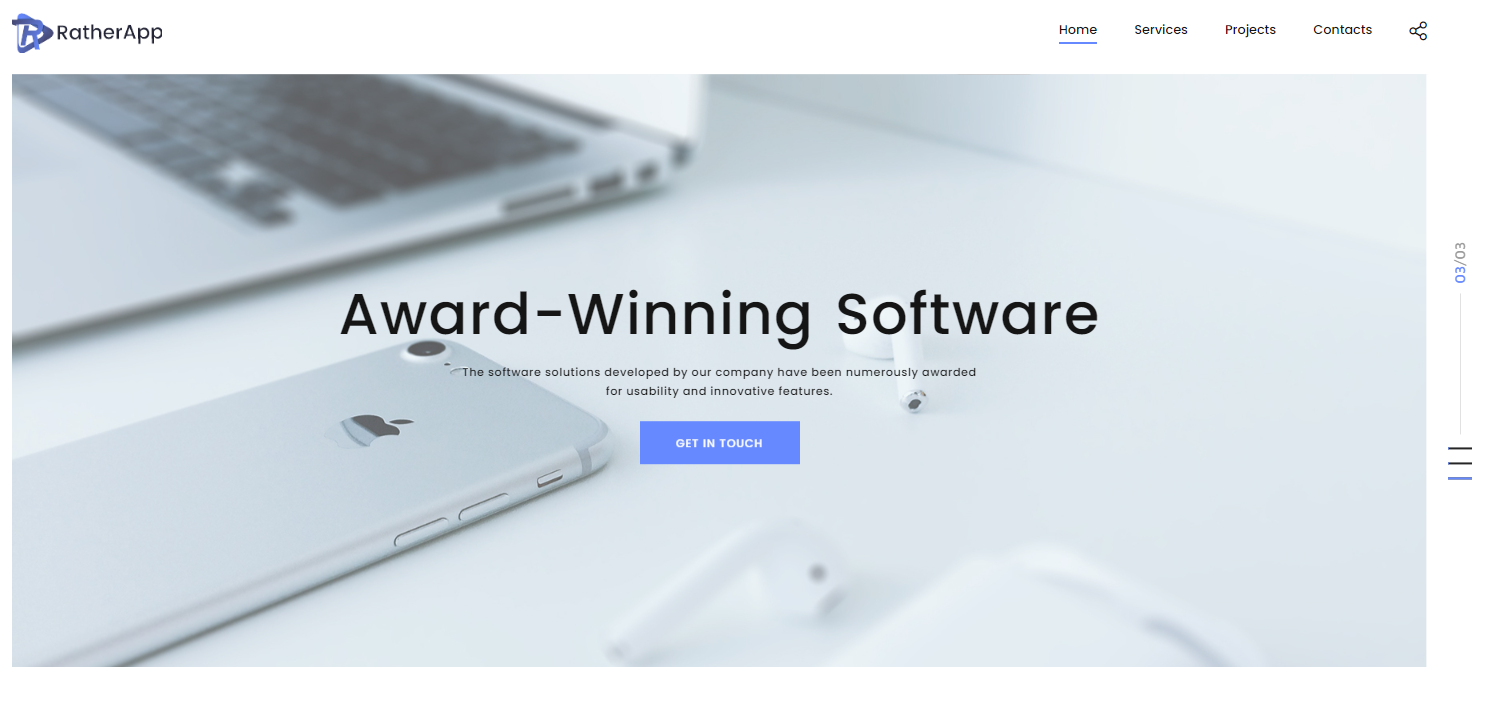 RatherApp
Home
Services
Projects
Contacts
03/03
Award-Winning Software
The software solutions developed by our company have been numerously awarded
for usability and innovative features.
GET IN TOUCH